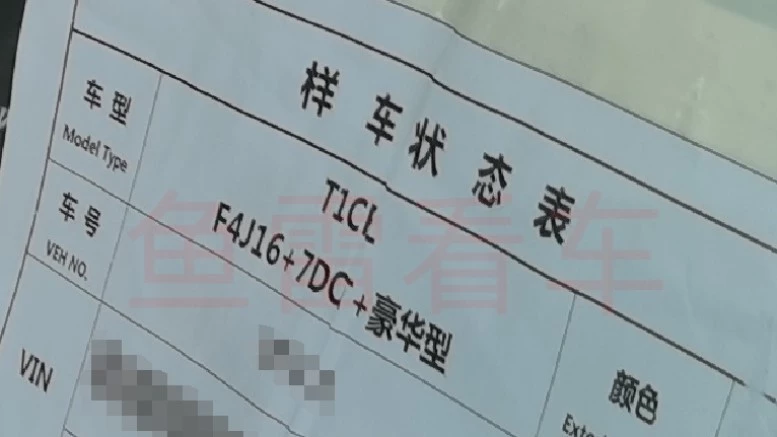 样车状态表
车型
Model Type
T1CL
F4J16+7DC+豪华型
车号
VEH NO.
颜色
VIN
鱼雷看车